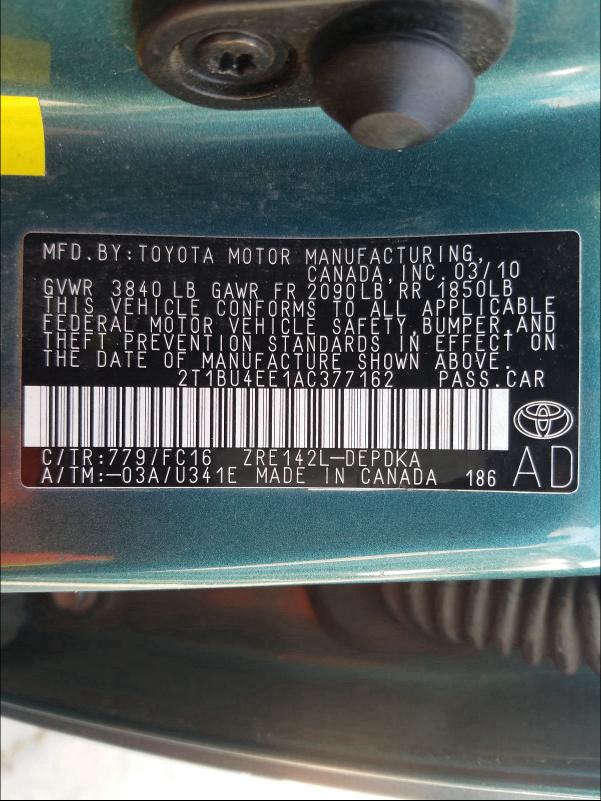 MFD.BY:TOYOTA MOTOR MANUFACTURING,
CANADA,INC.03/10
GVWR 3840 LB GAWR FR 2090LB,RR 1850LB
THIS VEHICLE CONFORMS TO ALL APPLICABLE
FEDERAL MOTOR VEHICLE SAFETY,BUMPER,AND
THEFT PREVENTION STANDARDS IN EFFECT ON
THE DATE OF MANUFACTURE SHOWN ABOVE.
2T1BU4EE1AC377162 PASS.CAR
C/TR:779/FC16 ZRE142L-DEPDKA
A/TM:-03A/U341E MADE IN CANADA 186
AD